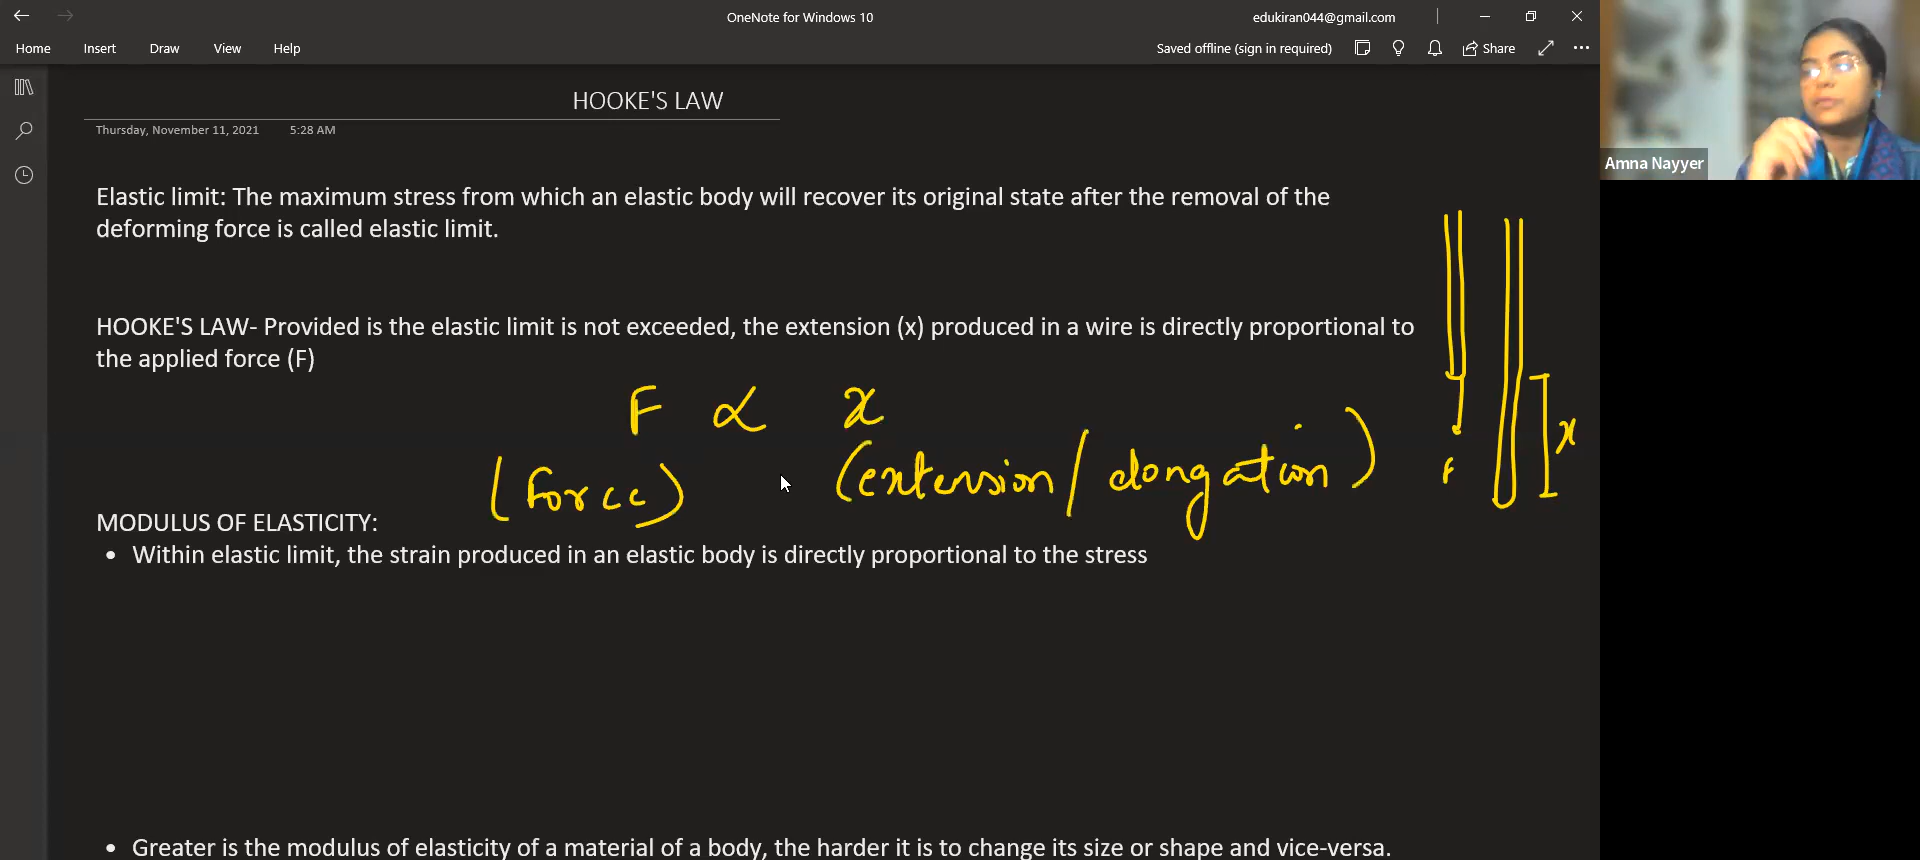 OneNote for Windows 10
edukiran044@gmail.com
Home Insert Draw View Help
Saved offline (sign in required) Share
HOOKE'S LAW
Thursday, November 11, 2021 5:28 AM
Amna Nayyer
Elastic limit: The maximum stress from which an elastic body will recover its original state after the removal of the
deforming force is called elastic limit.
HOOKE'S LAW- Provided is the elastic limit is not exceeded, the extension (x) produced in a wire is directly proportional to
the applied force (F)
F ∝ x
(Force) (extension/elongation)
F
x
MODULUS OF ELASTICITY:
• Within elastic limit, the strain produced in an elastic body is directly proportional to the stress
• Greater is the modulus of elasticity of a material of a body, the harder it is to change its size or shape and vice-versa.